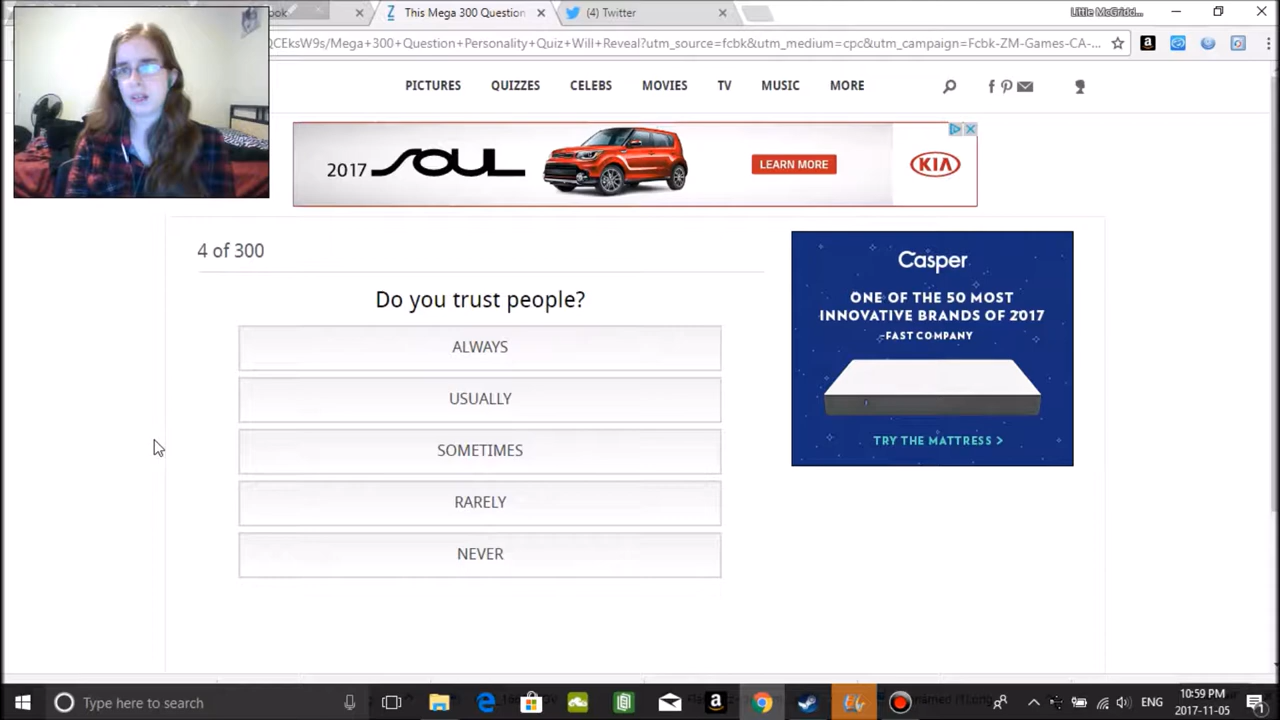 ook
This Mega 300 Question
(4) Twitter
Little McGridd...
QCEksW9s/Mega+300+Question+Personality+Quiz+Will+Reveal?utm_source=fcbk&utm_medium=cpc&utm_campaign=Fcbk-ZM-Games-CA-...
PICTURES QUIZZES CELEBS MOVIES TV MUSIC MORE
2017 SOUL LEARN MORE KIA
4 of 300
Do you trust people?
ALWAYS
USUALLY
SOMETIMES
RARELY
NEVER
Casper
ONE OF THE 50 MOST
INNOVATIVE BRANDS OF 2017
-FAST COMPANY
TRY THE MATTRESS >
Type here to search
ENG
10:59 PM
2017-11-05